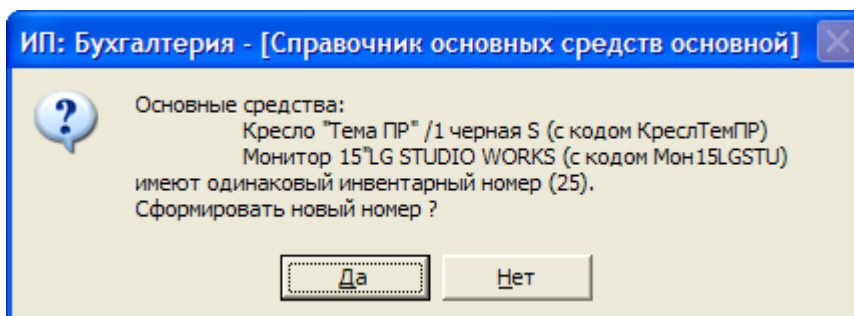 ИП: Бухгалтерия - [Справочник основных средств основной]
Основные средства:
Кресло "Тема ПР" /1 черная S (с кодом КреслТемПР)
Монитор 15"LG STUDIO WORKS (с кодом Мон15LGSTU)
имеют одинаковый инвентарный номер (25).
Сформировать новый номер ?
Да Нет